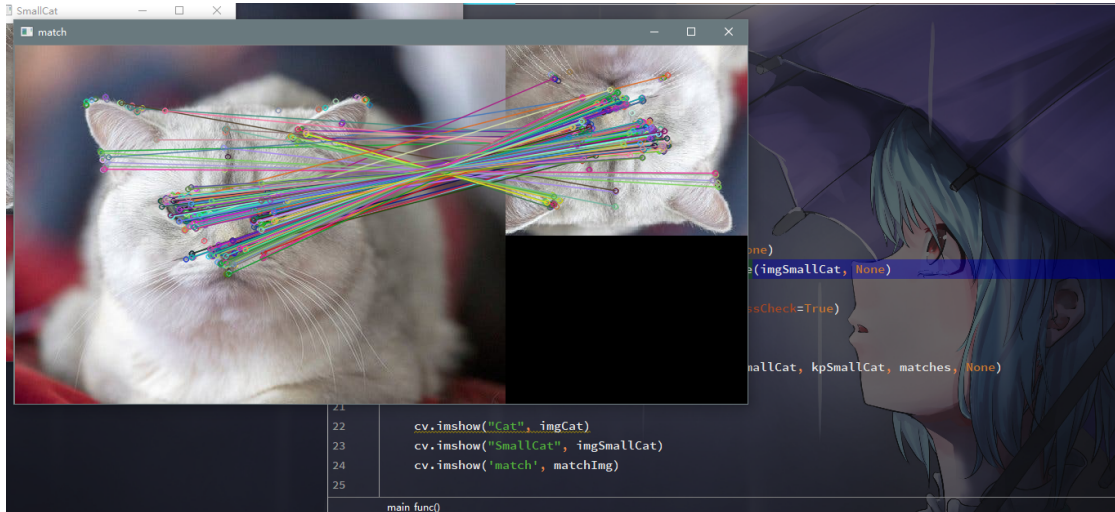 SmallCat
match
one)
e(imgSmallCat, None)
ssCheck=True)
mallCat, kpSmallCat, matches, None)
21
22 cv.imshow("Cat", imgCat)
23 cv.imshow("SmallCat", imgSmallCat)
24 cv.imshow('match', matchImg)
25
main func()